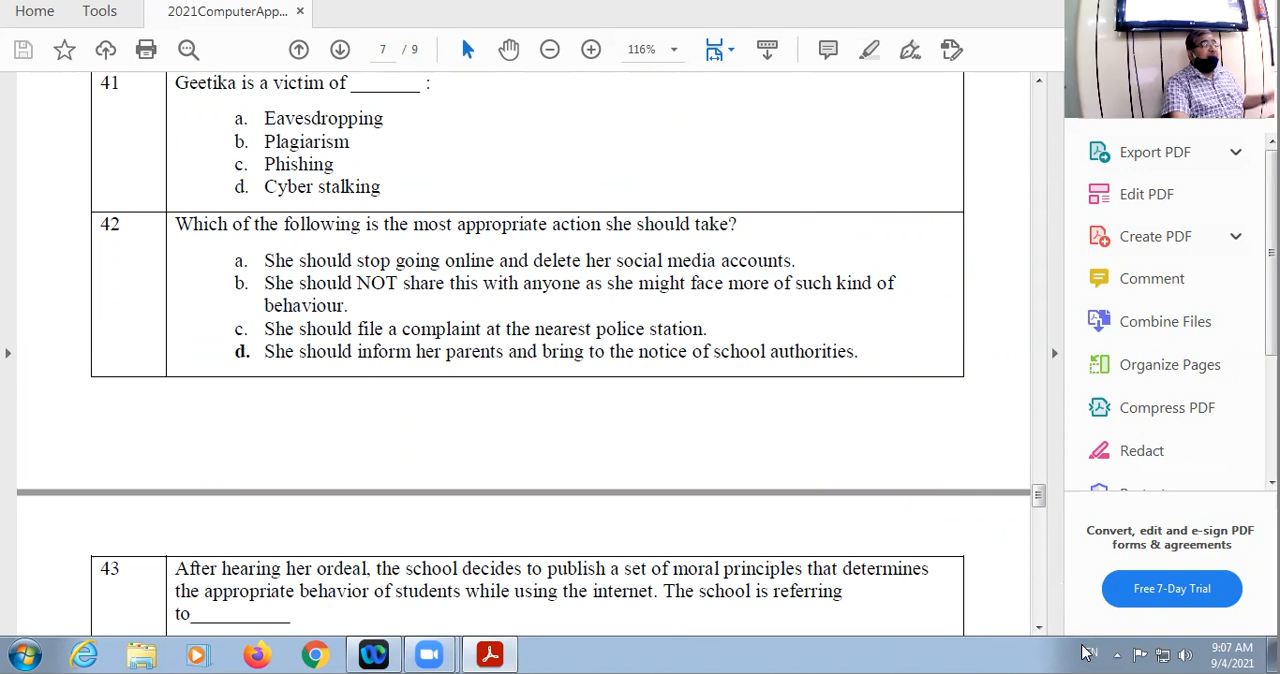 Home Tools 2021ComputerApp... ×
7 / 9 116%
41 Geetika is a victim of _______ :
a. Eavesdropping
b. Plagiarism
c. Phishing
d. Cyber stalking
42 Which of the following is the most appropriate action she should take?
a. She should stop going online and delete her social media accounts.
b. She should NOT share this with anyone as she might face more of such kind of
behaviour.
c. She should file a complaint at the nearest police station.
d. She should inform her parents and bring to the notice of school authorities.
43 After hearing her ordeal, the school decides to publish a set of moral principles that determines
the appropriate behavior of students while using the internet. The school is referring
to__________
Export PDF
Edit PDF
Create PDF
Comment
Combine Files
Organize Pages
Compress PDF
Redact
Convert, edit and e-sign PDF
forms & agreements
Free 7-Day Trial
9:07 AM
9/4/2021